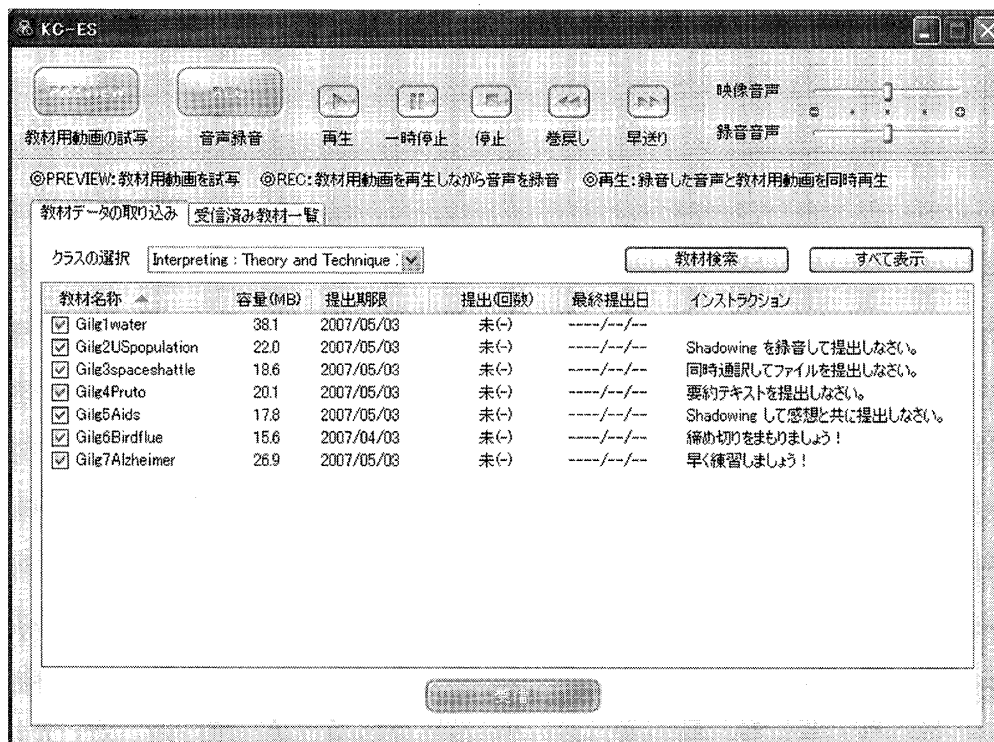 KC-ES
映像音声
教材用動画の試写 音声録音 再生 一時停止 停止 巻戻し 早送り 録音音声
◎PREVIEW:教材用動画を試写 ◎REC:教材用動画を再生しながら音声を録音 ◎再生:録音した音声と教材用動画を同時再生
教材データの取り込み 受信済み教材一覧
クラスの選択 Interpreting : Theory and Technique : 教材検索 すべて表示
教材名称 容量(MB) 提出期限 提出(回数) 最終提出日 インストラクション
Gilg1water 38.1 2007/05/03 未(-) ----/--/--
Gilg2USpopulation 22.0 2007/05/03 未(-) ----/--/-- Shadowing を録音して提出しなさい。
Gilg3spaceshattle 18.6 2007/05/03 未(-) ----/--/-- 同時通訳してファイルを提出しなさい。
Gilg4Pruto 20.1 2007/05/03 未(-) ----/--/-- 要約テキストを提出しなさい。
Gilg5Aids 17.8 2007/05/03 未(-) ----/--/-- Shadowing して感想と共に提出しなさい。
Gilg6Birdflue 15.6 2007/04/03 未(-) ----/--/-- 締め切りをまもりましょう!
Gilg7Alzheimer 26.9 2007/05/03 未(-) ----/--/-- 早く練習しましょう!